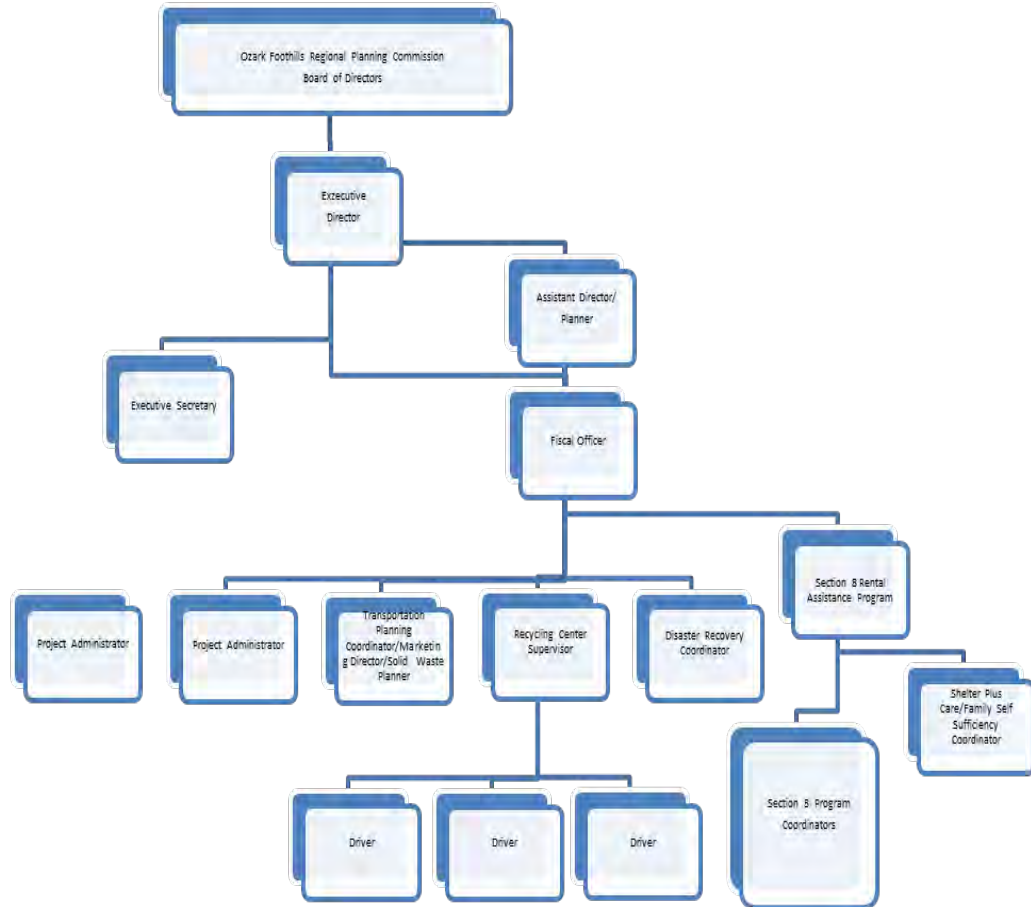 Ozark Foothills Regional Planning Commission
Board of Directors
Exzecutive
Director
Assistant Director/
Planner
Executive Secretary
Fiscal Officer
Section 8 Rental
Assistance Program
Project Administrator
Project Administrator
Transportation
Planning
Coordinator/Marketin
g Director/Solid Waste
Planner
Recycling Center
Supervisor
Disaster Recovery
Coordinator
Shelter Plus
Care/Family Self
Sufficiency
Coordinator
Section 8 Program
Coordinators
Driver
Driver
Driver